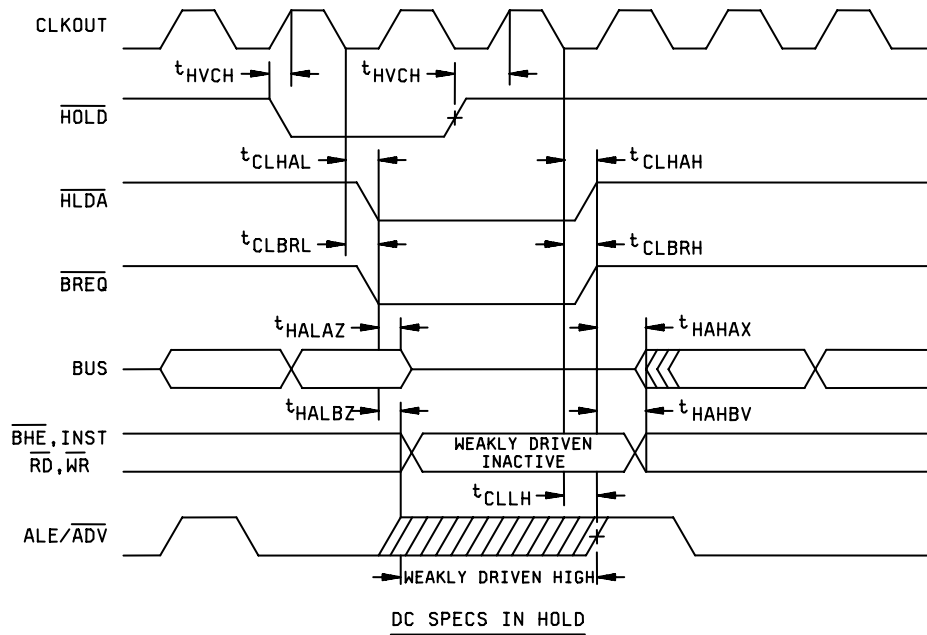 CLKOUT
tHVCH
tHVCH
HOLD
tCLHAL
tCLHAH
HLDA
tCLBRL
tCLBRH
BREQ
tHALAZ
tHAHAX
BUS
tHALBZ
tHAHBV
BHE, INST
RD, WR
WEAKLY DRIVEN
INACTIVE
tCLLH
ALE/ADV
WEAKLY DRIVEN HIGH
DC SPECS IN HOLD